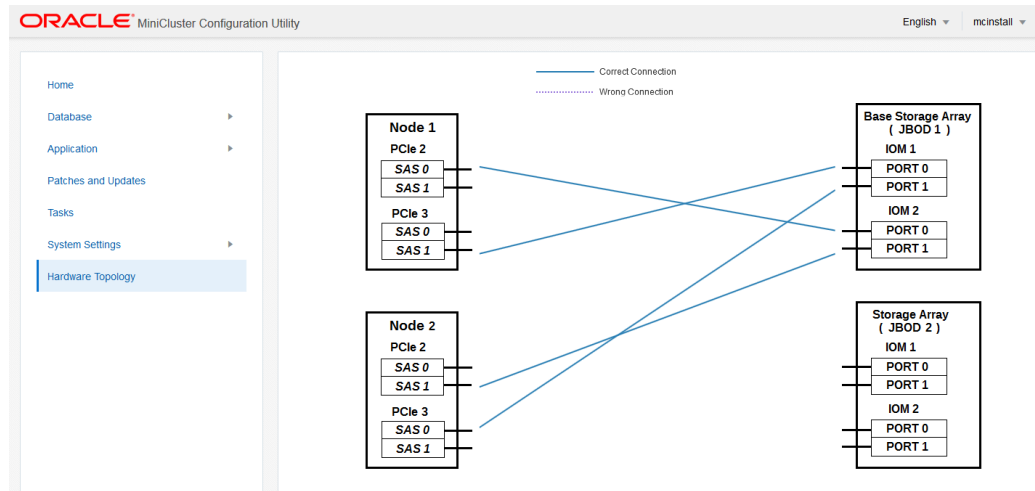 ORACLE® MiniCluster Configuration Utility
English
mcinstall
Home
Database
Application
Patches and Updates
Tasks
System Settings
Hardware Topology
Correct Connection
Wrong Connection
Node 1
PCIe 2
SAS 0
SAS 1
PCIe 3
SAS 0
SAS 1
Base Storage Array
( JBOD 1 )
IOM 1
PORT 0
PORT 1
IOM 2
PORT 0
PORT 1
Node 2
PCIe 2
SAS 0
SAS 1
PCIe 3
SAS 0
SAS 1
Storage Array
( JBOD 2 )
IOM 1
PORT 0
PORT 1
IOM 2
PORT 0
PORT 1